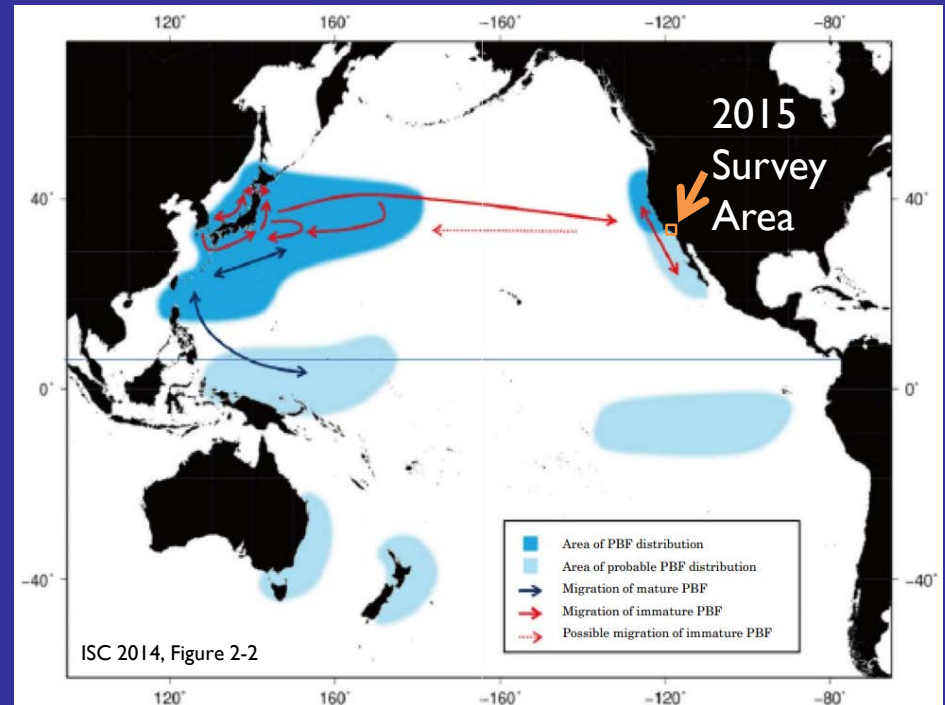 120° 160° −160° −120° −80°
2015
Survey
Area
40° 40°
0° 0°
−40° −40°
Area of PBF distribution
Area of probable PBF distribution
Migration of mature PBF
Migration of immature PBF
Possible migration of immature PBF
ISC 2014, Figure 2-2
120° 160° −160° −120° −80°